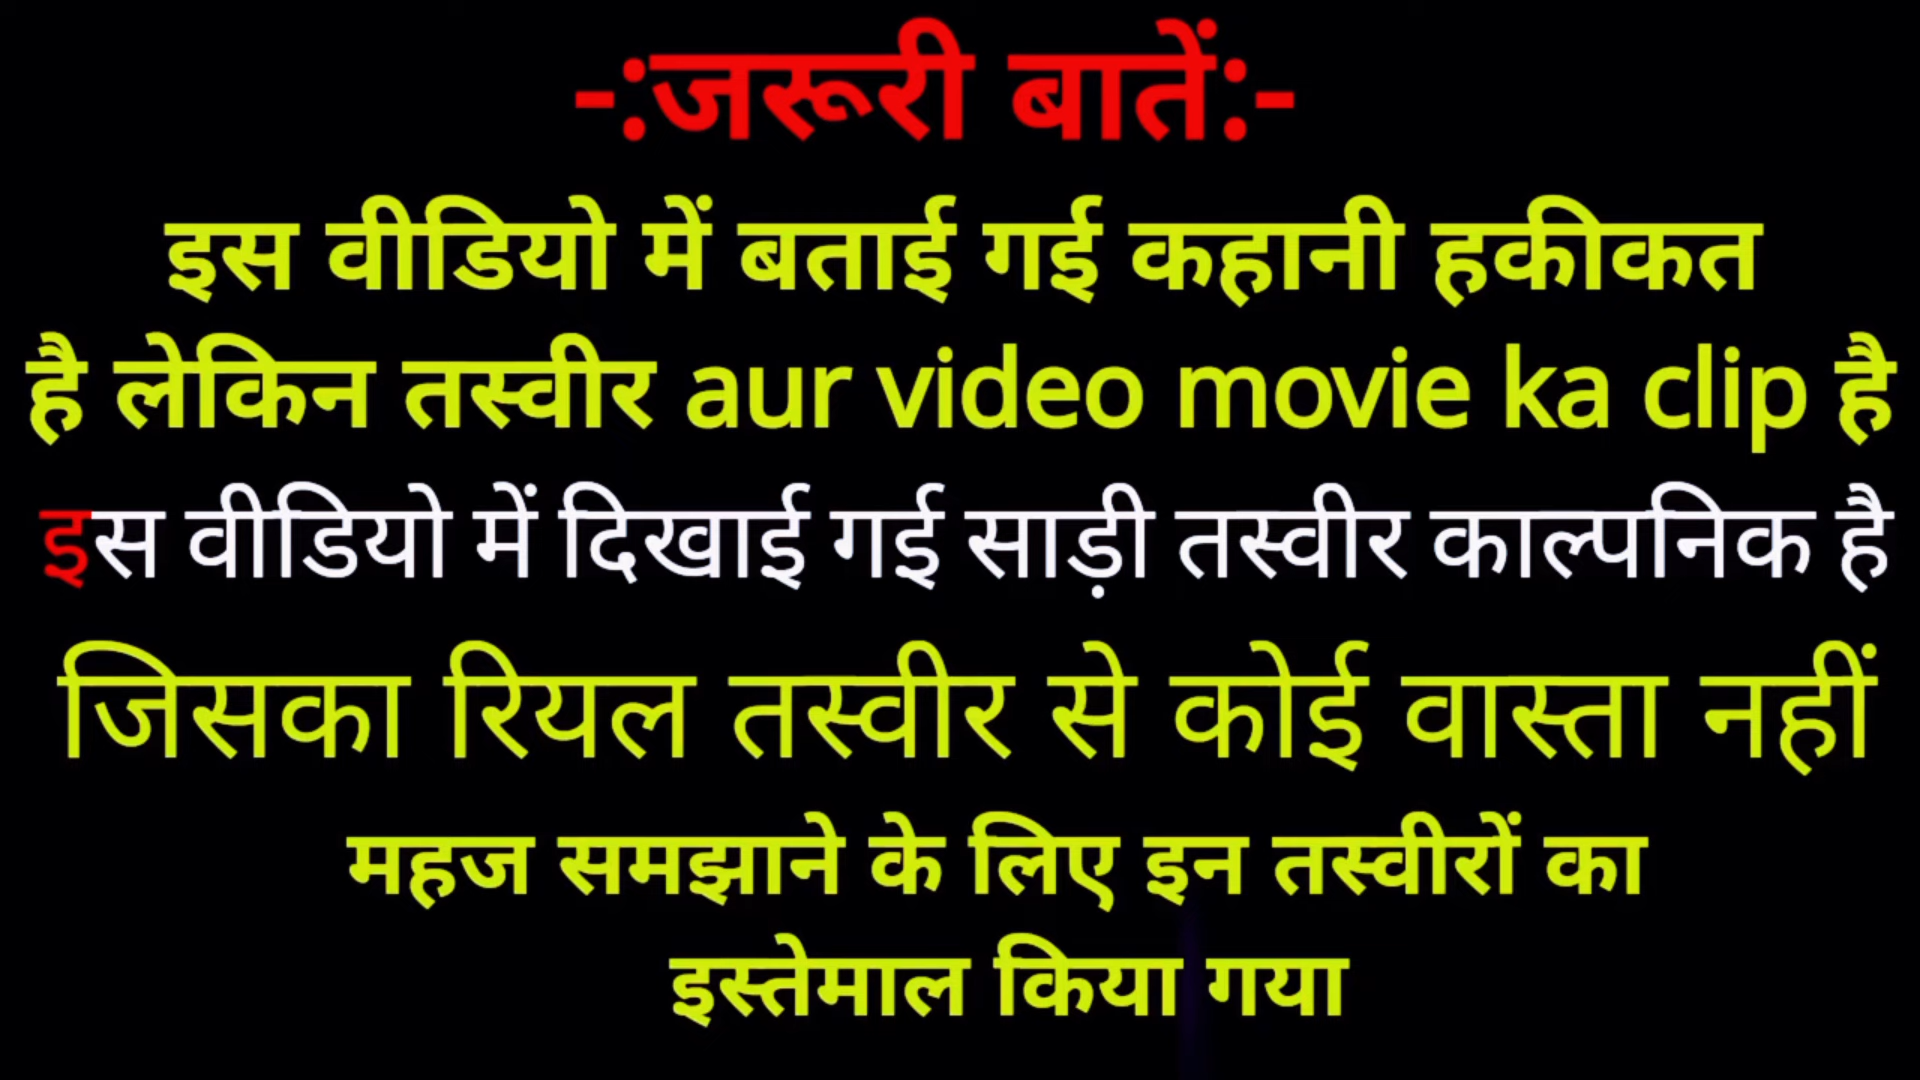 -:जरूरी बातें:-
इस वीडियो में बताई गई कहानी हकीकत
है लेकिन तस्वीर aur video movie ka clip है
इस वीडियो में दिखाई गई साड़ी तस्वीर काल्पनिक है
जिसका रियल तस्वीर से कोई वास्ता नहीं
महज समझाने के लिए इन तस्वीरों का
इस्तेमाल किया गया